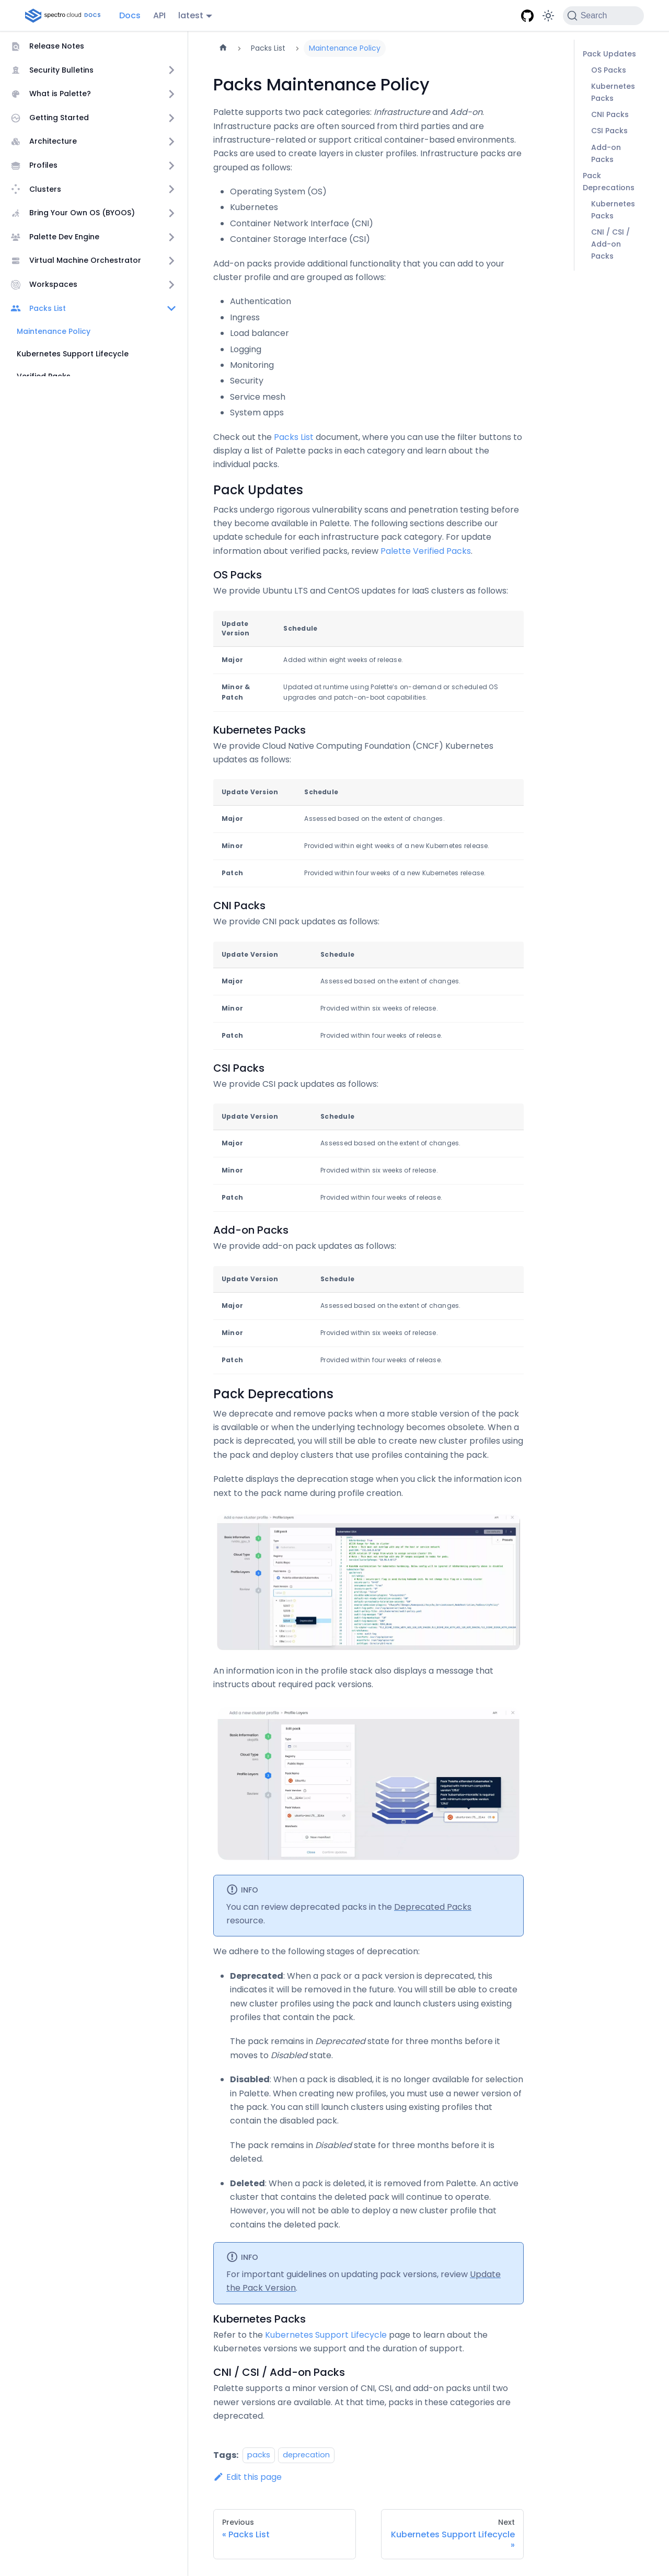 spectro cloud DOCS
Docs
API
latest
Search
Release Notes
Security Bulletins
What is Palette?
Getting Started
Architecture
Profiles
Clusters
Bring Your Own OS (BYOOS)
Palette Dev Engine
Virtual Machine Orchestrator
Workspaces
Packs List
Maintenance Policy
Kubernetes Support Lifecycle
Verified Packs
Packs List
Maintenance Policy
Packs Maintenance Policy
Palette supports two pack categories: Infrastructure and Add-on.
Infrastructure packs are often sourced from third parties and are
infrastructure-related or support critical container-based environments.
Packs are used to create layers in cluster profiles. Infrastructure packs are
grouped as follows:
Operating System (OS)
Kubernetes
Container Network Interface (CNI)
Container Storage Interface (CSI)
Add-on packs provide additional functionality that you can add to your
cluster profile and are grouped as follows:
Authentication
Ingress
Load balancer
Logging
Monitoring
Security
Service mesh
System apps
Check out the Packs List document, where you can use the filter buttons to
display a list of Palette packs in each category and learn about the
individual packs.
Pack Updates
Packs undergo rigorous vulnerability scans and penetration testing before
they become available in Palette. The following sections describe our
update schedule for each infrastructure pack category. For update
information about verified packs, review Palette Verified Packs.
OS Packs
We provide Ubuntu LTS and CentOS updates for IaaS clusters as follows:
Update
Version
Schedule
Major
Added within eight weeks of release.
Minor &
Patch
Updated at runtime using Palette's on-demand or scheduled OS
upgrades and patch-on-boot capabilities.
Kubernetes Packs
We provide Cloud Native Computing Foundation (CNCF) Kubernetes
updates as follows:
Update Version Schedule
Major Assessed based on the extent of changes.
Minor Provided within eight weeks of a new Kubernetes release.
Patch Provided within four weeks of a new Kubernetes release.
CNI Packs
We provide CNI pack updates as follows:
Update Version Schedule
Major Assessed based on the extent of changes.
Minor Provided within six weeks of release.
Patch Provided within four weeks of release.
CSI Packs
We provide CSI pack updates as follows:
Update Version Schedule
Major Assessed based on the extent of changes.
Minor Provided within six weeks of release.
Patch Provided within four weeks of release.
Add-on Packs
We provide add-on pack updates as follows:
Update Version Schedule
Major Assessed based on the extent of changes.
Minor Provided within six weeks of release.
Patch Provided within four weeks of release.
Pack Deprecations
We deprecate and remove packs when a more stable version of the pack
is available or when the underlying technology becomes obsolete. When a
pack is deprecated, you will still be able to create new cluster profiles using
the pack and deploy clusters that use profiles containing the pack.
Palette displays the deprecation stage when you click the information icon
next to the pack name during profile creation.
An information icon in the profile stack also displays a message that
instructs about required pack versions.
INFO
You can review deprecated packs in the Deprecated Packs
resource.
We adhere to the following stages of deprecation:
Deprecated: When a pack or a pack version is deprecated, this
indicates it will be removed in the future. You will still be able to create
new cluster profiles using the pack and launch clusters using existing
profiles that contain the pack.
The pack remains in Deprecated state for three months before it
moves to Disabled state.
Disabled: When a pack is disabled, it is no longer available for selection
in Palette. When creating new profiles, you must use a newer version of
the pack. You can still launch clusters using existing profiles that
contain the disabled pack.
The pack remains in Disabled state for three months before it is
deleted.
Deleted: When a pack is deleted, it is removed from Palette. An active
cluster that contains the deleted pack will continue to operate.
However, you will not be able to deploy a new cluster profile that
contains the deleted pack.
INFO
For important guidelines on updating pack versions, review Update
the Pack Version.
Kubernetes Packs
Refer to the Kubernetes Support Lifecycle page to learn about the
Kubernetes versions we support and the duration of support.
CNI / CSI / Add-on Packs
Palette supports a minor version of CNI, CSI, and add-on packs until two
newer versions are available. At that time, packs in these categories are
deprecated.
Tags: packs deprecation
Edit this page
Previous
« Packs List
Next
Kubernetes Support Lifecycle
»
Pack Updates
OS Packs
Kubernetes
Packs
CNI Packs
CSI Packs
Add-on
Packs
Pack
Deprecations
Kubernetes
Packs
CNI / CSI /
Add-on
Packs